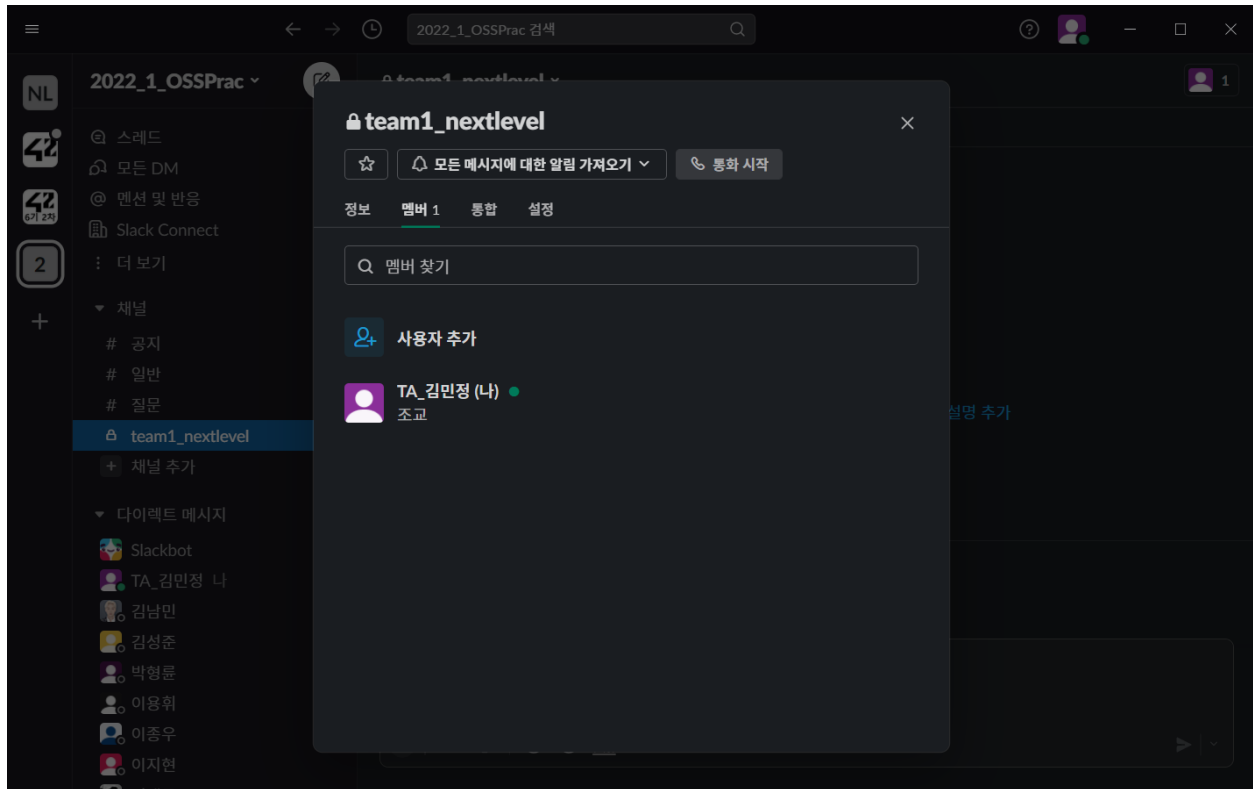 2022_1_OSSPrac 검색
NL
2022_1_OSSPrac
team1_nextlevel
1
스레드
모든 DM
멘션 및 반응
Slack Connect
더 보기
6기 2차
2
채널
# 공지
# 일반
# 질문
team1_nextlevel
+ 채널 추가
다이렉트 메시지
Slackbot
TA_김민정 나
김남민
김성준
박형륜
이용휘
이종우
이지현
team1_nextlevel
모든 메시지에 대한 알림 가져오기
통화 시작
정보 멤버 1 통합 설정
멤버 찾기
사용자 추가
TA_김민정 (나)
조교
설명 추가